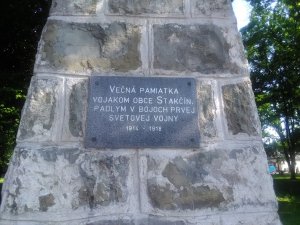 VEČNÁ PAMIATKA
VOJAKOM OBCE STAKČÍN,
PADLÝM V BOJOCH PRVEJ
SVETOVEJ VOJNY
1914 - 1918